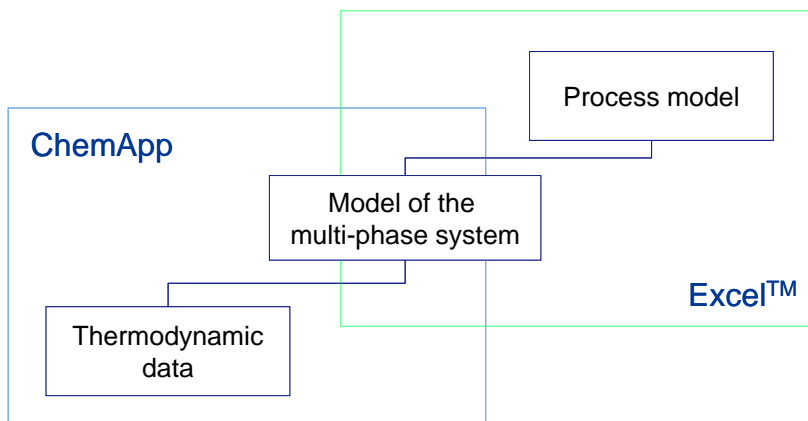 Process model
ChemApp
Model of the
multi-phase system
Excel™
Thermodynamic
data